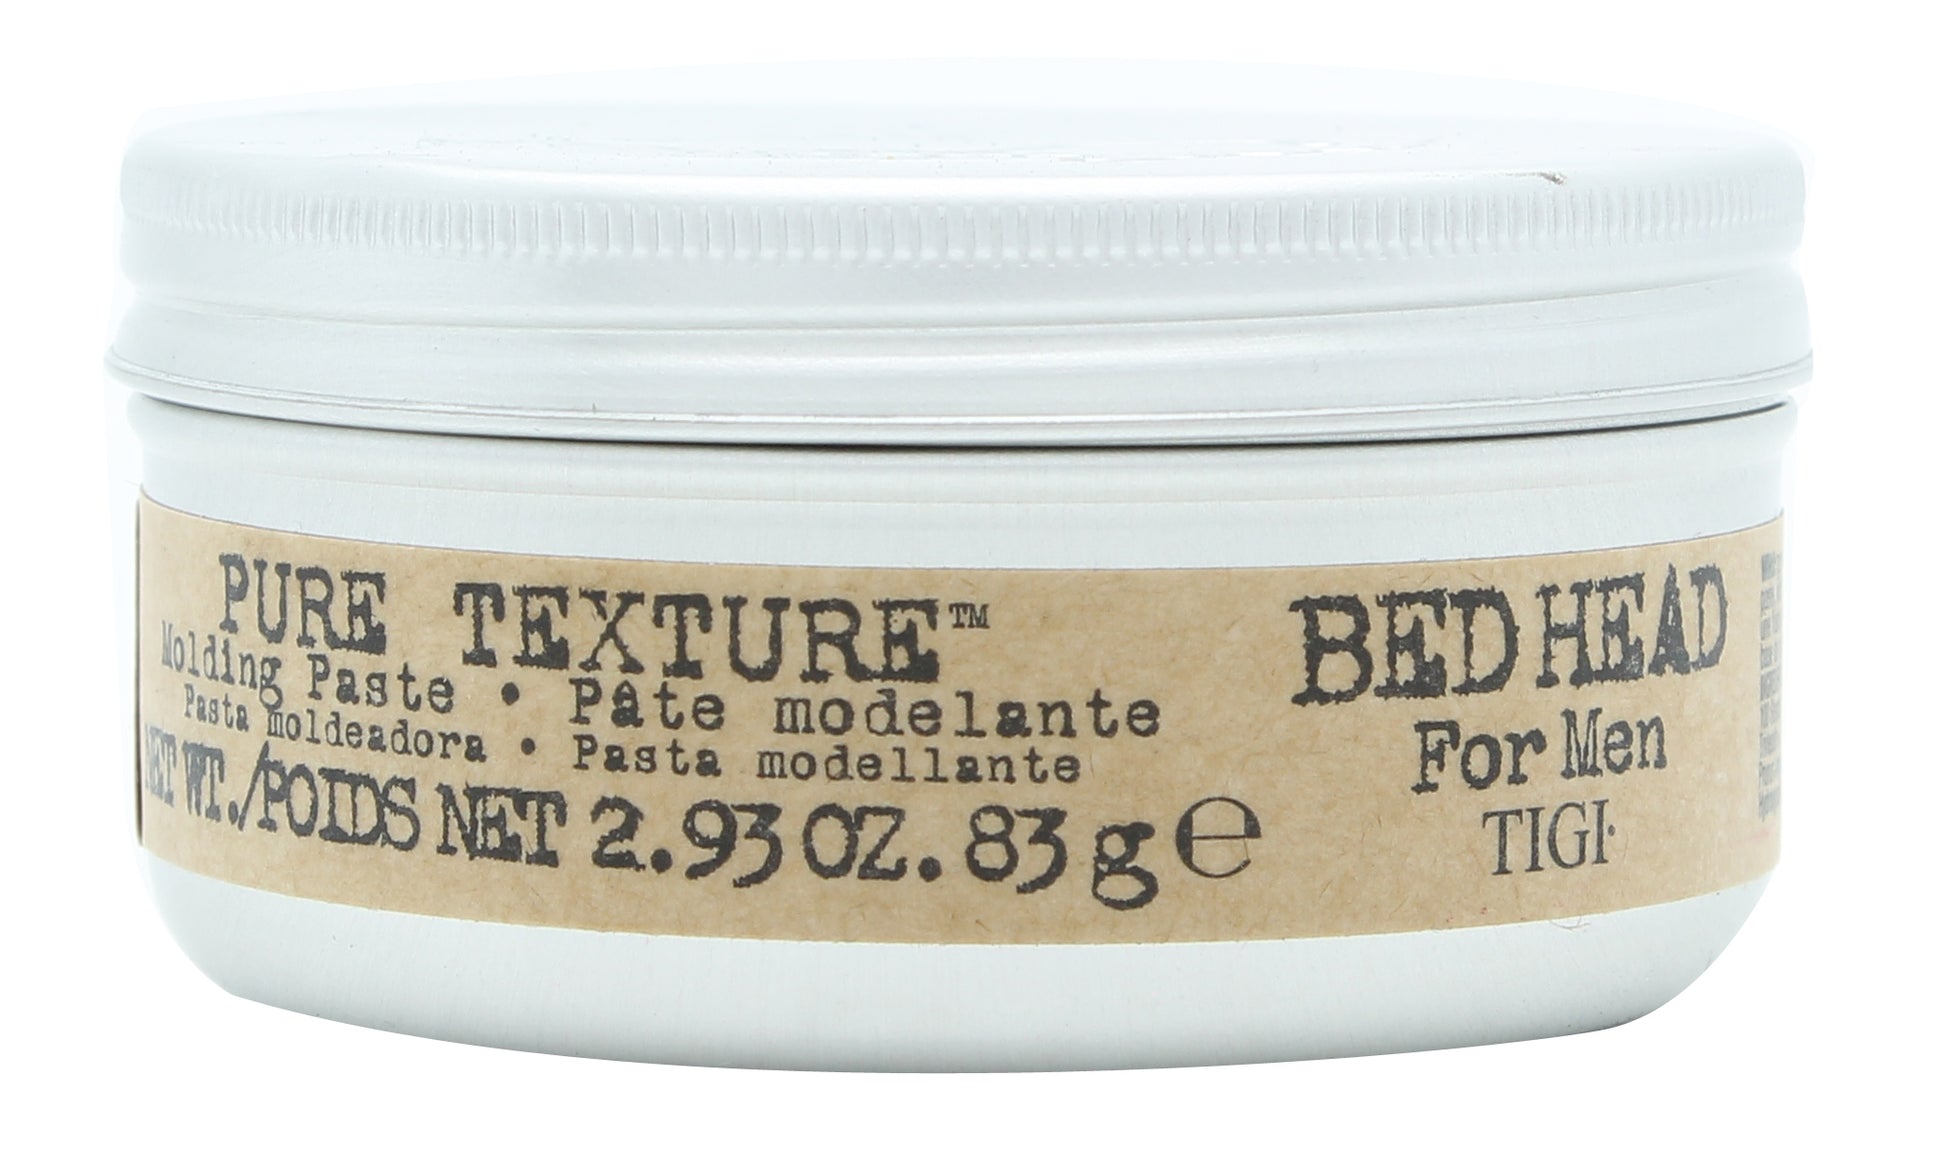 PURE TEXTURE™
Molding Paste • Pâte modelante
Pasta moldeadora • Pasta modellante
NET WT./POIDS NET 2.93 OZ. 83 g ℮
BED HEAD
For Men
TIGI